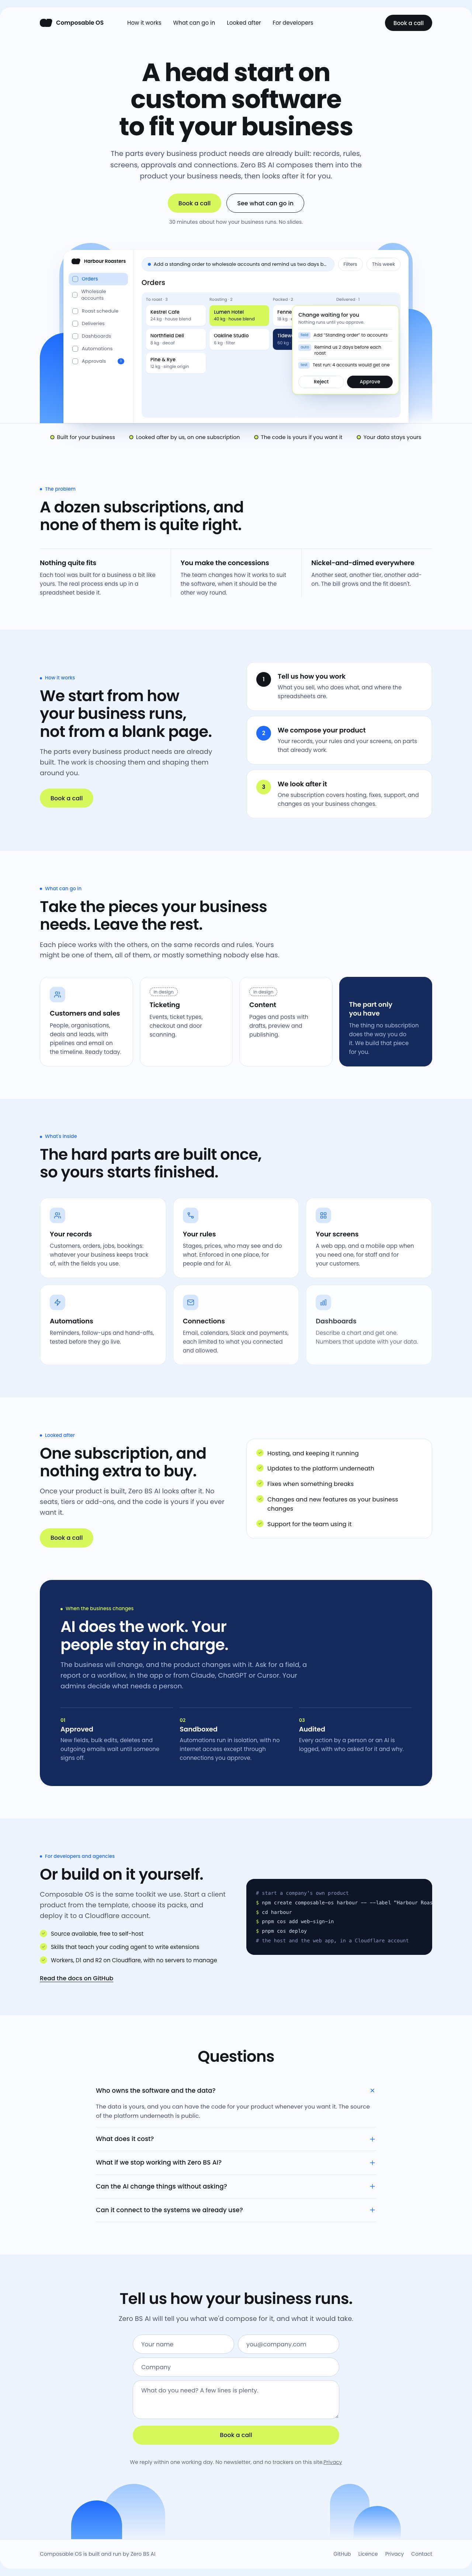 Composable OS
How it works
What can go in
Looked after
For developers
Book a call
A head start on
custom software
to fit your business
The parts every business product needs are already built: records, rules,
screens, approvals and connections. Zero BS AI composes them into the
product your business needs, then looks after it for you.
Book a call
See what can go in
30 minutes about how your business runs. No slides.
Harbour Roasters
Orders
Wholesale
accounts
Roast schedule
Deliveries
Dashboards
Automations
Approvals
Add a standing order to wholesale accounts and remind us two days b…
Filters
This week
Orders
To roast · 3
Roasting · 2
Packed · 2
Delivered · 1
Kestrel Cafe
24 kg · house blend
Northfield Deli
8 kg · decaf
Pine & Rye
12 kg · single origin
Lumen Hotel
40 kg · house blend
Oakline Studio
6 kg · filter
Change waiting for you
Nothing runs until you approve.
Add "Standing order" to accounts
Remind us 2 days before each
roast
Test run: 4 accounts would get one
Reject
Approve
Built for your business
Looked after by us, on one subscription
The code is yours if you want it
Your data stays yours
The problem
A dozen subscriptions, and
none of them is quite right.
Nothing quite fits
Each tool was built for a business a bit like
yours. The real process ends up in a
spreadsheet beside it.
You make the concessions
The team changes how it works to suit
the software, when it should be the
other way round.
Nickel-and-dimed everywhere
Another seat, another tier, another add-
on. The bill grows and the fit doesn't.
How it works
We start from how
your business runs,
not from a blank page.
The parts every business product needs are already
built. The work is choosing them and shaping them
around you.
Book a call
1
Tell us how you work
What you sell, who does what, and where the
spreadsheets are.
2
We compose your product
Your records, your rules and your screens, on parts
that already work.
3
We look after it
One subscription covers hosting, fixes, support, and
changes as your business changes.
What can go in
Take the pieces your business
needs. Leave the rest.
Each piece works with the others, on the same records and rules. Yours
might be one of them, all of them, or mostly something nobody else has.
Customers and sales
People, organisations,
deals and leads, with
pipelines and email on
the timeline. Ready today.
in design
Ticketing
Events, ticket types,
checkout and door
scanning.
in design
Content
Pages and posts with
drafts, preview and
publishing.
The part only
you have
The thing no subscription
does the way you do
it. We build that piece
for you.
What's inside
The hard parts are built once,
so yours starts finished.
Your records
Customers, orders, jobs, bookings:
whatever your business keeps track
of, with the fields you use.
Your rules
Stages, prices, who may see and do
what. Enforced in one place, for
people and for AI.
Your screens
A web app, and a mobile app when
you need one, for staff and for
your customers.
Automations
Reminders, follow-ups and hand-offs,
tested before they go live.
Connections
Email, calendars, Slack and payments,
each limited to what you connected
and allowed.
Dashboards
Describe a chart and get one.
Numbers that update with your data.
Looked after
One subscription, and
nothing extra to buy.
Once your product is built, Zero BS AI looks after it. No
seats, tiers or add-ons, and the code is yours if you ever
want it.
Book a call
Hosting, and keeping it running
Updates to the platform underneath
Fixes when something breaks
Changes and new features as your business
changes
Support for the team using it
When the business changes
AI does the work. Your
people stay in charge.
The business will change, and the product changes with it. Ask for a field, a
report or a workflow, in the app or from Claude, ChatGPT or Cursor. Your
admins decide what needs a person.
01
Approved
New fields, bulk edits, deletes and
outgoing emails wait until someone
signs off.
02
Sandboxed
Automations run in isolation, with no
internet access except through
connections you approve.
03
Audited
Every action by a person or an AI is
logged, with who asked for it and why.
For developers and agencies
Or build on it yourself.
Composable OS is the same toolkit we use. Start a client
product from the template, choose its packs, and
deploy it to a Cloudflare account.
Source available, free to self-host
Skills that teach your coding agent to write extensions
Workers, D1 and R2 on Cloudflare, with no servers to manage
Read the docs on GitHub
# start a company's own product
$ npm create composable-os harbour -- --label "Harbour Roas
$ cd harbour
$ pnpm cos add web-sign-in
$ pnpm cos deploy
# the host and the web app, in a Cloudflare account
Questions
Who owns the software and the data?
The data is yours, and you can have the code for your product whenever you want it. The source
of the platform underneath is public.
What does it cost?
What if we stop working with Zero BS AI?
Can the AI change things without asking?
Can it connect to the systems we already use?
Tell us how your business runs.
Zero BS AI will tell you what we'd compose for it, and what it would take.
Your name
you@company.com
Company
What do you need? A few lines is plenty.
Book a call
We reply within one working day. No newsletter, and no trackers on this site. Privacy
Composable OS is built and run by Zero BS AI
GitHub
Licence
Privacy
Contact